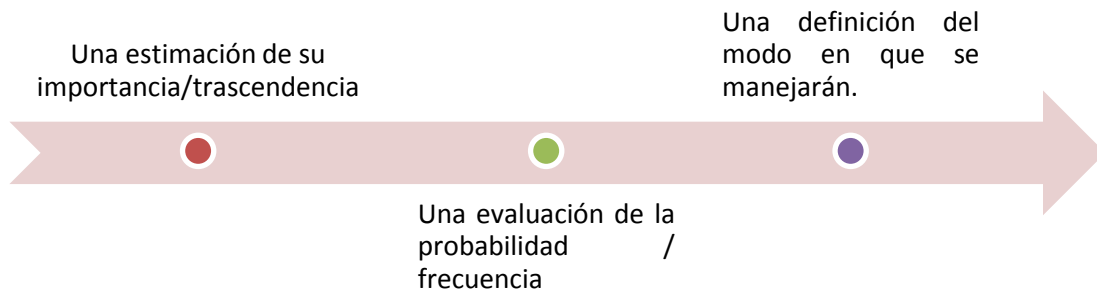 Una estimación de su
importancia/trascendencia
Una evaluación de la
probabilidad /
frecuencia
Una definición del
modo en que se
manejarán.